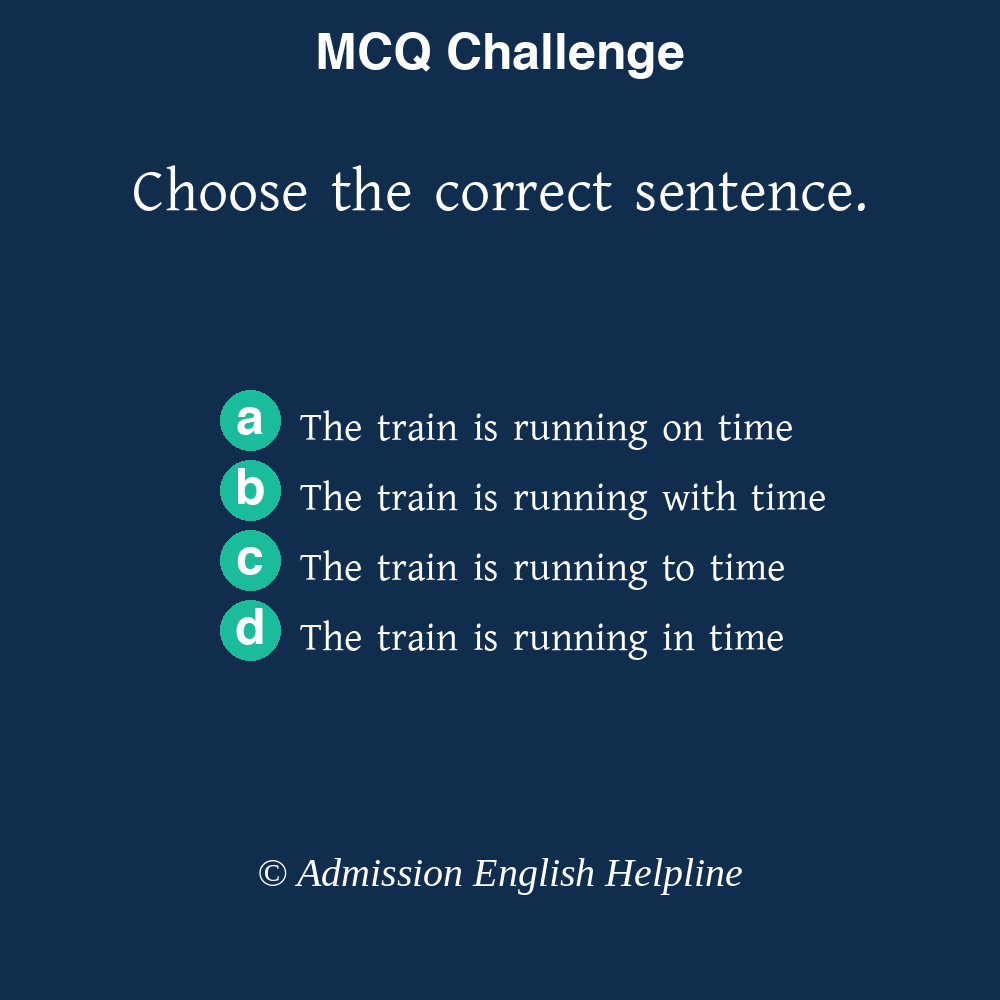 MCQ Challenge
Choose the correct sentence.
a The train is running on time
b The train is running with time
c The train is running to time
d The train is running in time
© Admission English Helpline